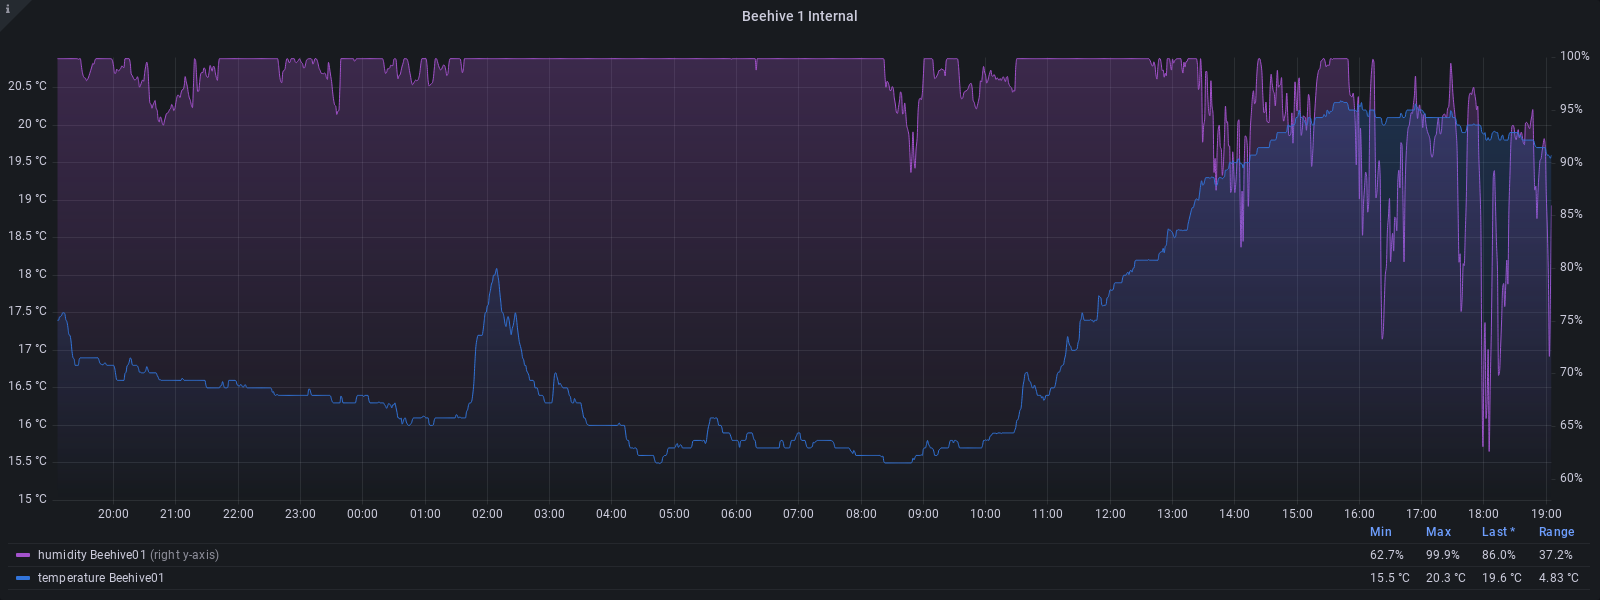 i
Beehive 1 Internal
20.5 °C
20 °C
19.5 °C
19 °C
18.5 °C
18 °C
17.5 °C
17 °C
16.5 °C
16 °C
15.5 °C
15 °C
100%
95%
90%
85%
80%
75%
70%
65%
60%
20:00 21:00 22:00 23:00 00:00 01:00 02:00 03:00 04:00 05:00 06:00 07:00 08:00 09:00 10:00 11:00 12:00 13:00 14:00 15:00 16:00 17:00 18:00 19:00
Min Max Last * Range
humidity Beehive01 (right y-axis) 62.7% 99.9% 86.0% 37.2%
temperature Beehive01 15.5 °C 20.3 °C 19.6 °C 4.83 °C